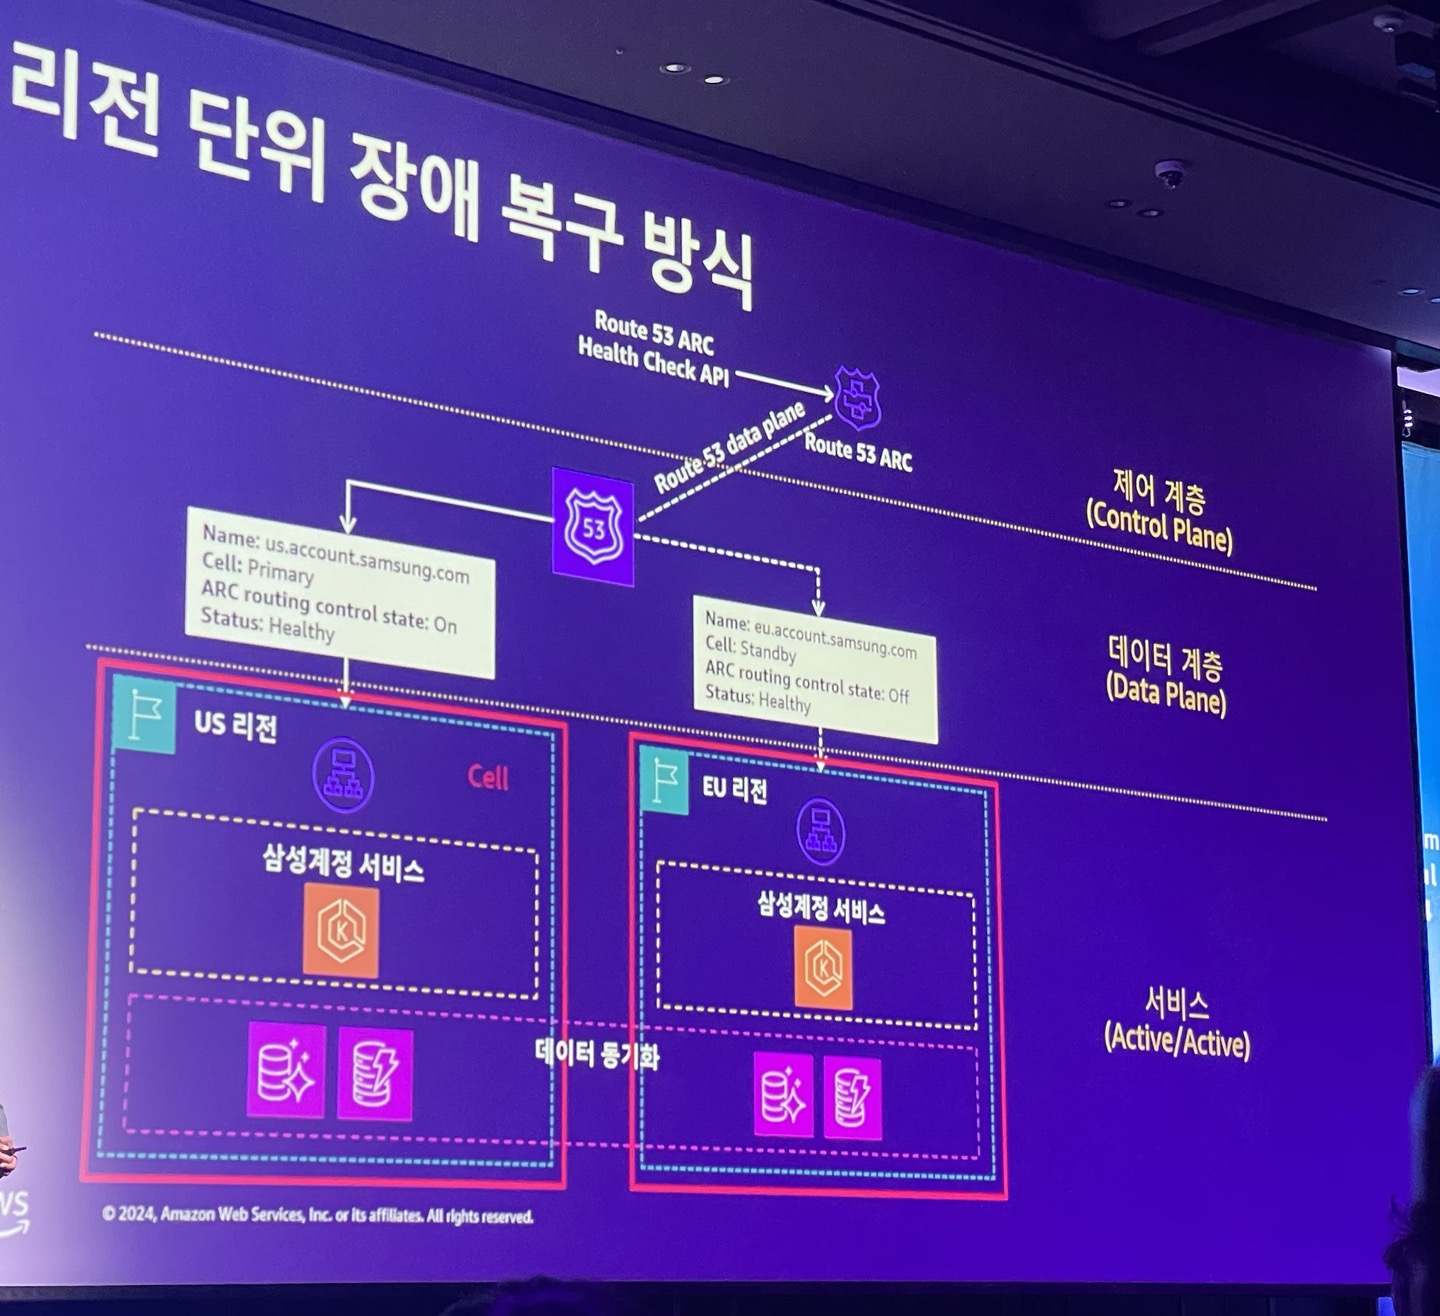 리전 단위 장애 복구 방식
Route 53 ARC
Health Check API
Route 53 data plane
Route 53 ARC
제어 계층
(Control Plane)
53
Name: us.account.samsung.com
Cell: Primary
ARC routing control state: On
Status: Healthy
Name: eu.account.samsung.com
Cell: Standby
ARC routing control state: Off
Status: Healthy
데이터 계층
(Data Plane)
US 리전
Cell
삼성계정 서비스
K
EU 리전
삼성계정 서비스
K
데이터 동기화
서비스
(Active/Active)
© 2024, Amazon Web Services, Inc. or its affiliates. All rights reserved.